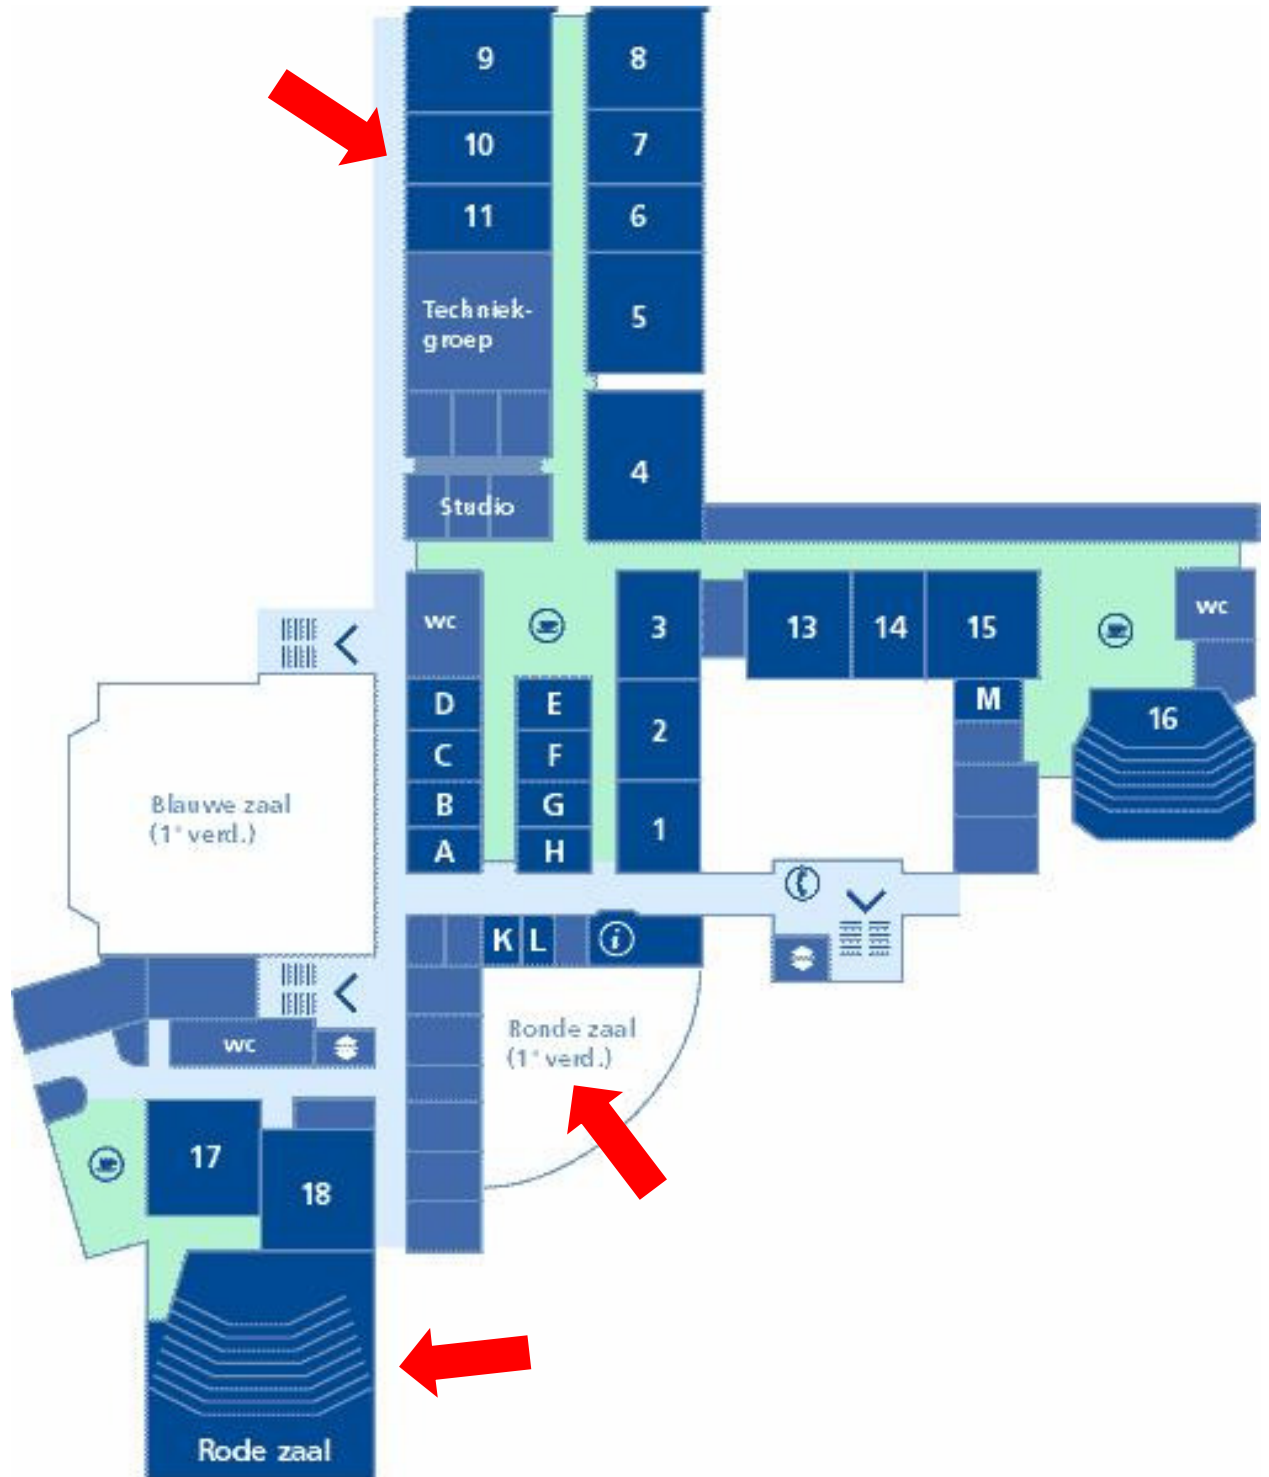 9
8
10
7
11
6
Techniek-
groep
5
4
Studio
wc
3
13
14
15
wc
D
E
M
16
C
F
2
Blauwe zaal
(1e verd.)
B
G
1
A
H
K
L
i
Ronde zaal
(1e verd.)
wc
17
18
Rode zaal